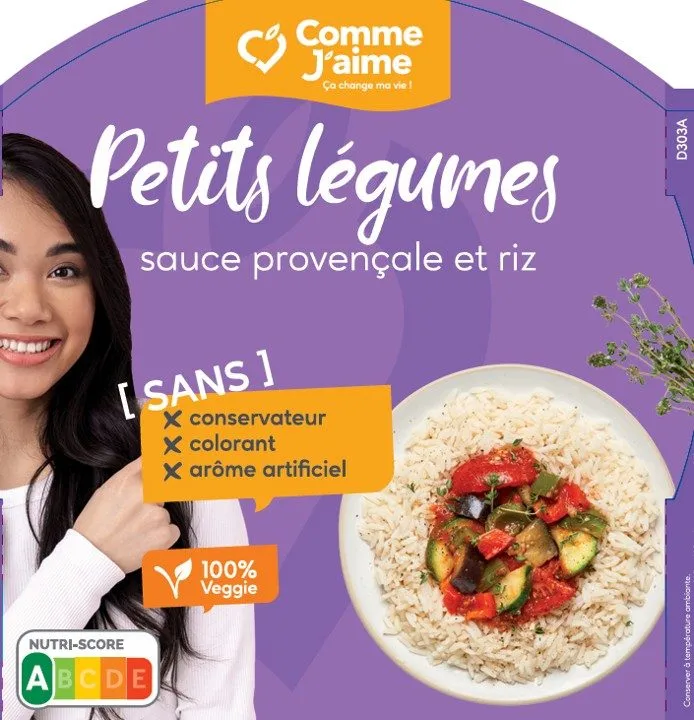 Comme
J'aime
Ça change ma vie !
D303A
Petits légumes
sauce provençale et riz
[ SANS ]
conservateur
colorant
arôme artificiel
100%
Veggie
NUTRI-SCORE
A B C D E
Conserver à température ambiante.